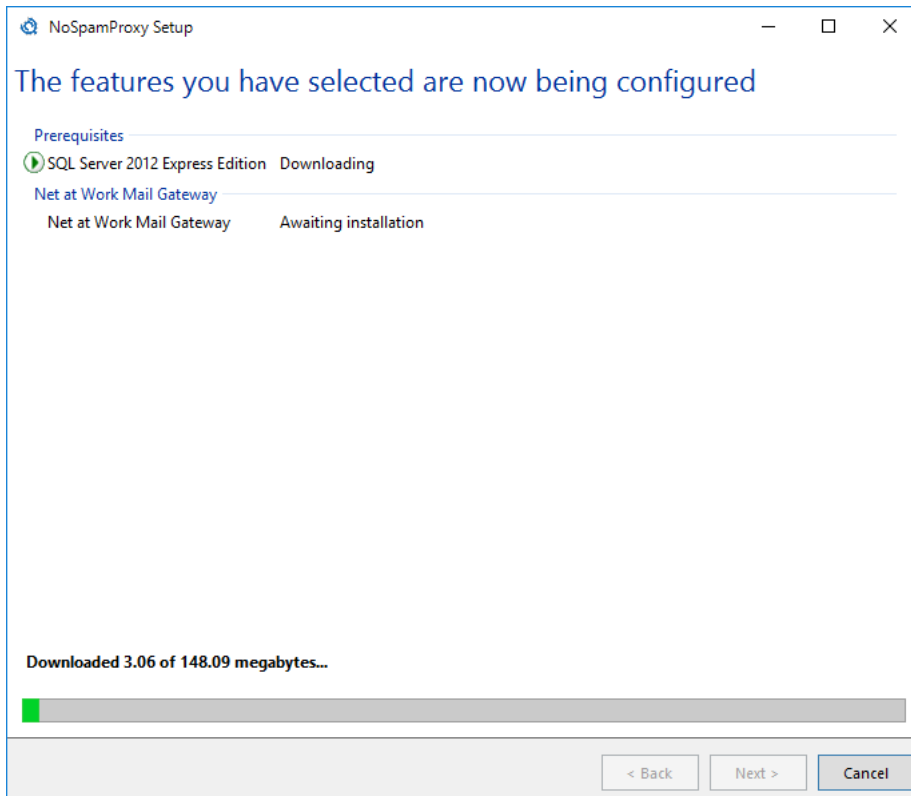 NoSpamProxy Setup
The features you have selected are now being configured
Prerequisites
SQL Server 2012 Express Edition Downloading
Net at Work Mail Gateway
Net at Work Mail Gateway Awaiting installation
Downloaded 3.06 of 148.09 megabytes...
< Back Next > Cancel